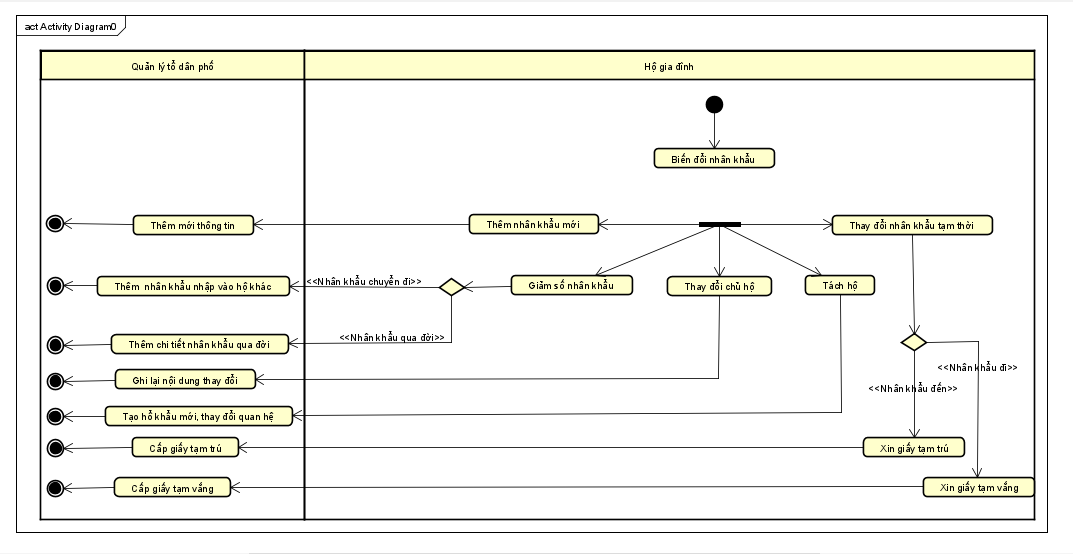 act Activity Diagram0
Quản lý tổ dân phố
Hộ gia đình
Biến đổi nhân khẩu
Thêm mới thông tin
Thêm nhân khẩu mới
Thay đổi nhân khẩu tạm thời
Thêm nhân khẩu nhập vào hộ khác
<<Nhân khẩu chuyển đi>>
Giảm số nhân khẩu
Thay đổi chủ hộ
Tách hộ
Thêm chi tiết nhân khẩu qua đời
<<Nhân khẩu qua đời>>
<<Nhân khẩu đi>>
Ghi lại nội dung thay đổi
<<Nhân khẩu đến>>
Tạo hổ khẩu mới, thay đổi quan hệ
Cấp giấy tạm trú
Xin giấy tạm trú
Cấp giấy tạm vắng
Xin giấy tạm vắng